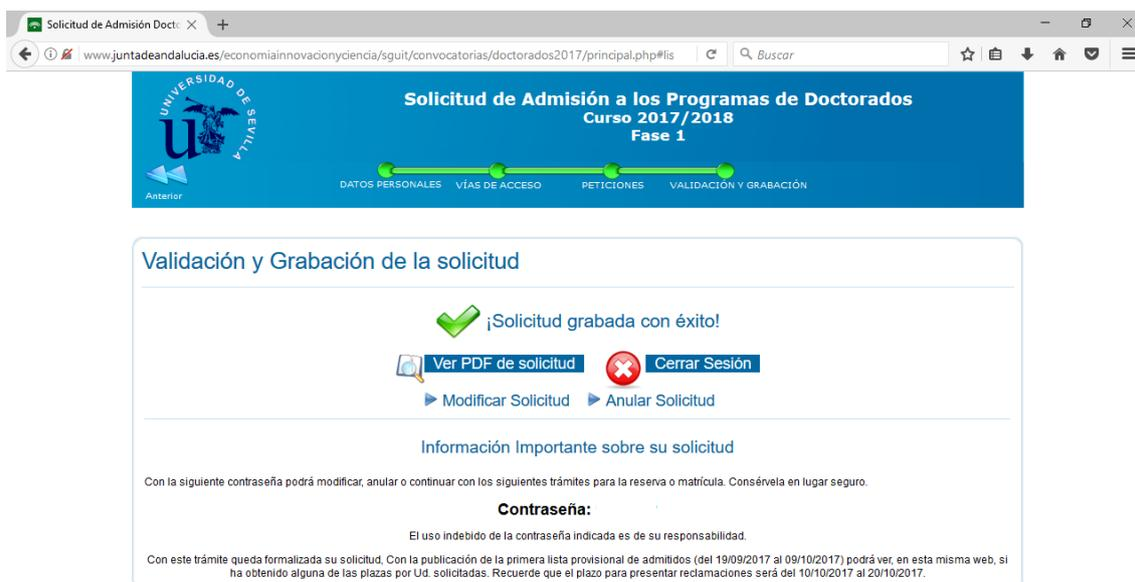 Solicitud de Admisión Docto
www.juntadeandalucia.es/economiainnovacionyciencia/sguit/convocatorias/doctorados2017/principal.php#lis
Buscar
UNIVERSIDAD DE SEVILLA
Solicitud de Admisión a los Programas de Doctorados
Curso 2017/2018
Fase 1
Anterior
DATOS PERSONALES VÍAS DE ACCESO PETICIONES VALIDACIÓN Y GRABACIÓN
Validación y Grabación de la solicitud
¡Solicitud grabada con éxito!
Ver PDF de solicitud Cerrar Sesión
Modificar Solicitud Anular Solicitud
Información Importante sobre su solicitud
Con la siguiente contraseña podrá modificar, anular o continuar con los siguientes trámites para la reserva o matrícula. Consérvela en lugar seguro.
Contraseña:
El uso indebido de la contraseña indicada es de su responsabilidad.
Con este trámite queda formalizada su solicitud, Con la publicación de la primera lista provisional de admitidos (del 19/09/2017 al 09/10/2017) podrá ver, en esta misma web, si
ha obtenido alguna de las plazas por Ud. solicitadas. Recuerde que el plazo para presentar reclamaciones será del 10/10/2017 al 20/10/2017.